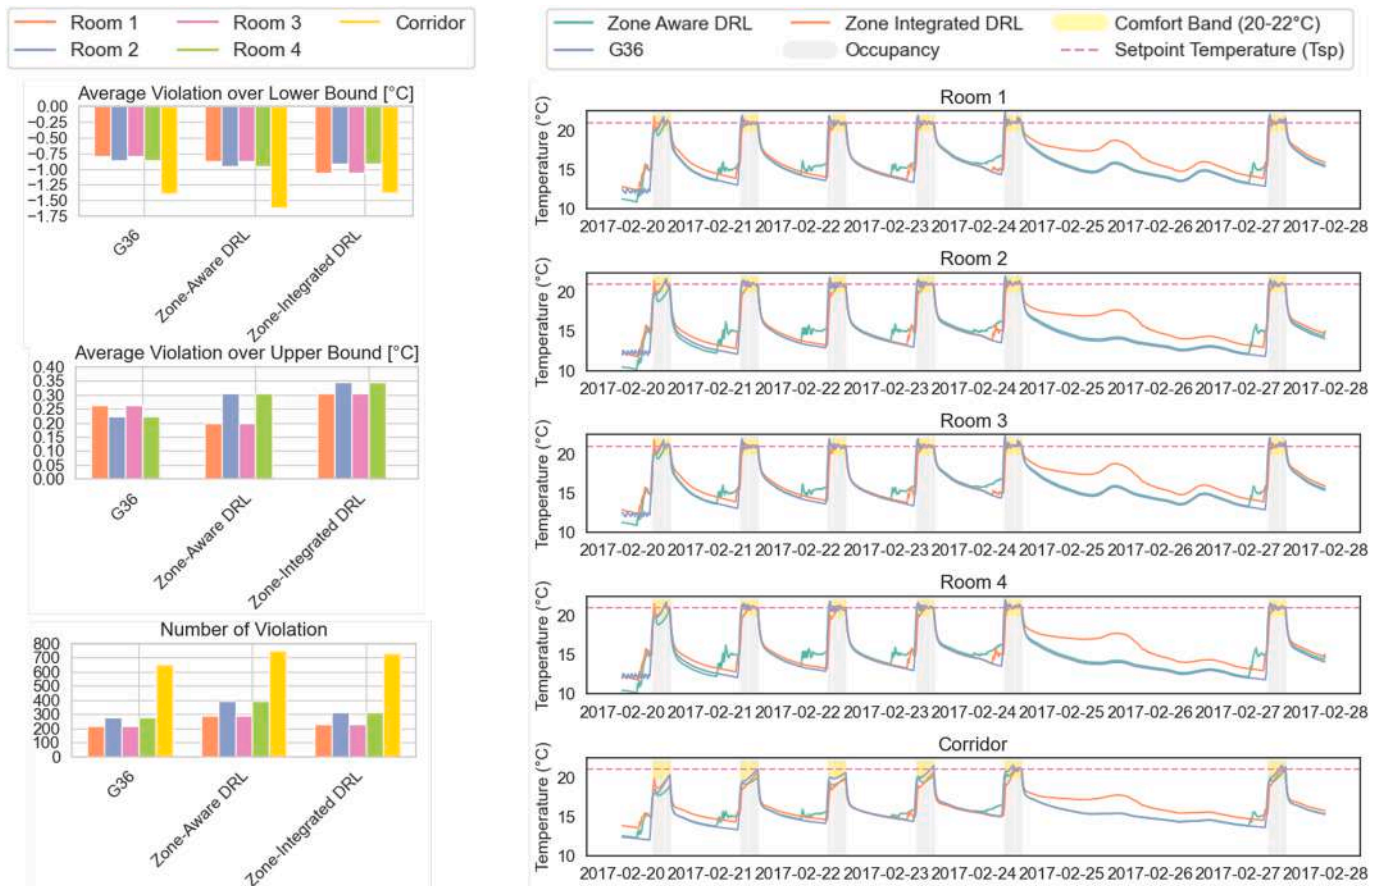 Room 1 Room 3 Corridor
Room 2 Room 4
Average Violation over Lower Bound [°C]
0.00
−0.25
−0.50
−0.75
−1.00
−1.25
−1.50
−1.75
G36
Zone-Aware DRL
Zone-Integrated DRL
Average Violation over Upper Bound [°C]
0.40
0.35
0.30
0.25
0.20
0.15
0.10
0.05
0.00
G36
Zone-Aware DRL
Zone-Integrated DRL
Number of Violation
800
700
600
500
400
300
200
100
0
G36
Zone-Aware DRL
Zone-Integrated DRL
Zone Aware DRL Zone Integrated DRL Comfort Band (20-22°C)
G36 Occupancy Setpoint Temperature (Tsp)
Room 1
Temperature (°C)
20
15
10
2017-02-20 2017-02-21 2017-02-22 2017-02-23 2017-02-24 2017-02-25 2017-02-26 2017-02-27 2017-02-28
Room 2
Temperature (°C)
20
15
10
2017-02-20 2017-02-21 2017-02-22 2017-02-23 2017-02-24 2017-02-25 2017-02-26 2017-02-27 2017-02-28
Room 3
Temperature (°C)
20
15
10
2017-02-20 2017-02-21 2017-02-22 2017-02-23 2017-02-24 2017-02-25 2017-02-26 2017-02-27 2017-02-28
Room 4
Temperature (°C)
20
15
10
2017-02-20 2017-02-21 2017-02-22 2017-02-23 2017-02-24 2017-02-25 2017-02-26 2017-02-27 2017-02-28
Corridor
Temperature (°C)
20
15
10
2017-02-20 2017-02-21 2017-02-22 2017-02-23 2017-02-24 2017-02-25 2017-02-26 2017-02-27 2017-02-28